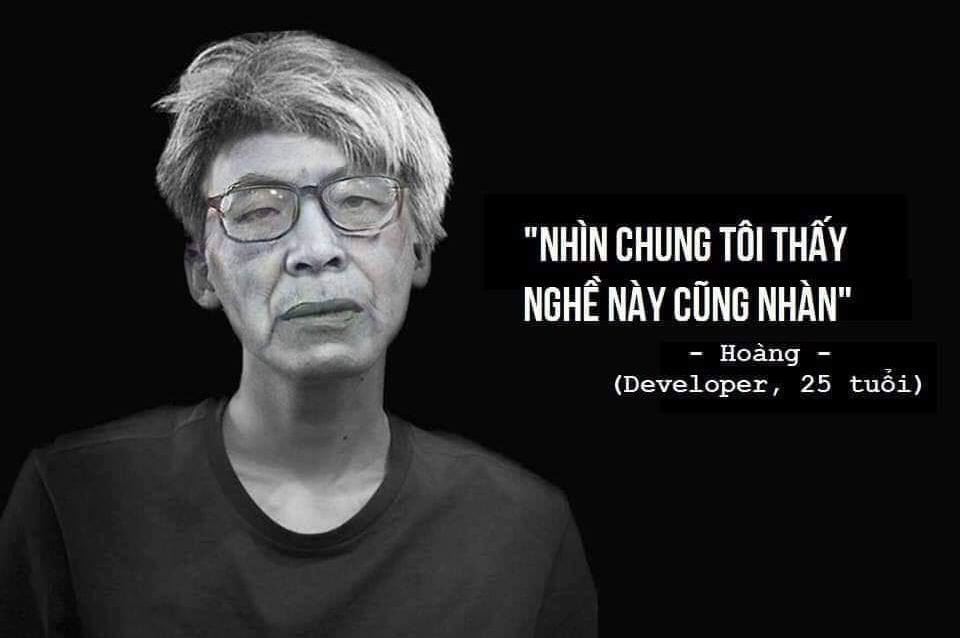 "NHÌN CHUNG TÔI THẤY
NGHỀ NÀY CŨNG NHÀN"
- Hoàng -
(Developer, 25 tuổi)